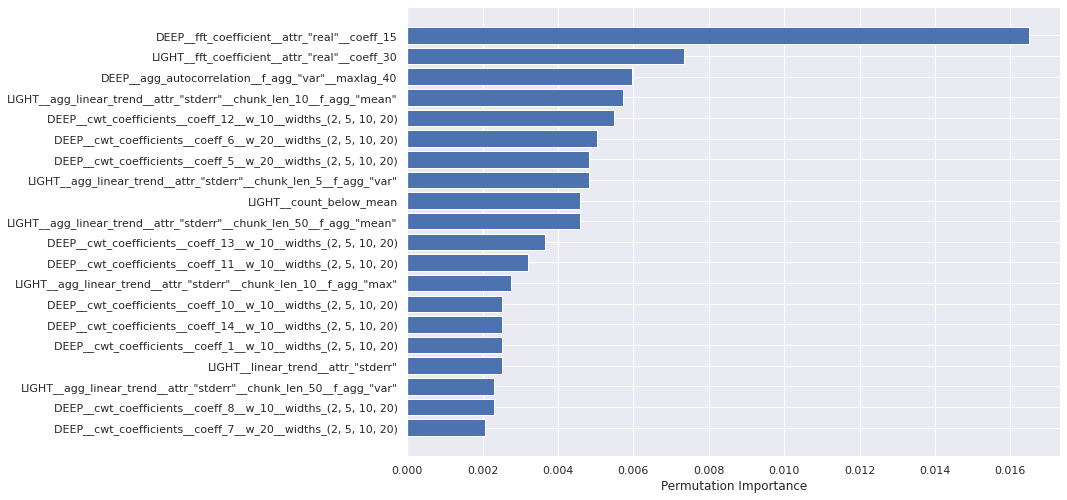 DEEP__fft_coefficient__attr_"real"__coeff_15
LIGHT__fft_coefficient__attr_"real"__coeff_30
DEEP__agg_autocorrelation__f_agg_"var"__maxlag_40
LIGHT__agg_linear_trend__attr_"stderr"__chunk_len_10__f_agg_"mean"
DEEP__cwt_coefficients__coeff_12__w_10__widths_(2, 5, 10, 20)
DEEP__cwt_coefficients__coeff_6__w_20__widths_(2, 5, 10, 20)
DEEP__cwt_coefficients__coeff_5__w_20__widths_(2, 5, 10, 20)
LIGHT__agg_linear_trend__attr_"stderr"__chunk_len_5__f_agg_"var"
LIGHT__count_below_mean
LIGHT__agg_linear_trend__attr_"stderr"__chunk_len_50__f_agg_"mean"
DEEP__cwt_coefficients__coeff_13__w_10__widths_(2, 5, 10, 20)
DEEP__cwt_coefficients__coeff_11__w_10__widths_(2, 5, 10, 20)
LIGHT__agg_linear_trend__attr_"stderr"__chunk_len_10__f_agg_"max"
DEEP__cwt_coefficients__coeff_10__w_10__widths_(2, 5, 10, 20)
DEEP__cwt_coefficients__coeff_14__w_10__widths_(2, 5, 10, 20)
DEEP__cwt_coefficients__coeff_1__w_10__widths_(2, 5, 10, 20)
LIGHT__linear_trend__attr_"stderr"
LIGHT__agg_linear_trend__attr_"stderr"__chunk_len_50__f_agg_"var"
DEEP__cwt_coefficients__coeff_8__w_10__widths_(2, 5, 10, 20)
DEEP__cwt_coefficients__coeff_7__w_20__widths_(2, 5, 10, 20)
0.000 0.002 0.004 0.006 0.008 0.010 0.012 0.014 0.016
Permutation Importance